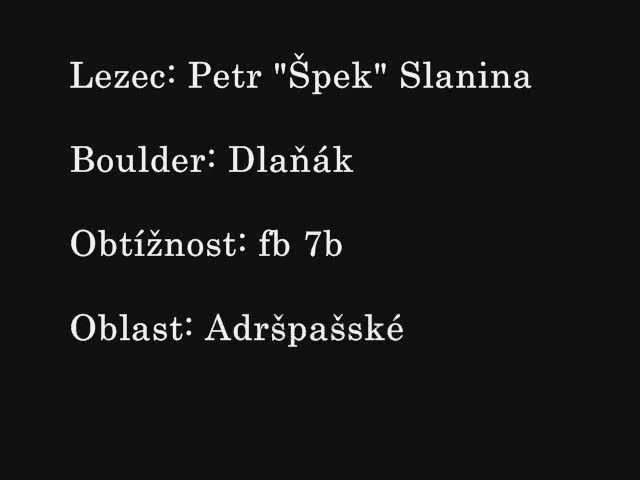 Lezec: Petr "Špek" Slanina
Boulder: Dlaňák
Obtížnost: fb 7b
Oblast: Adršpašské